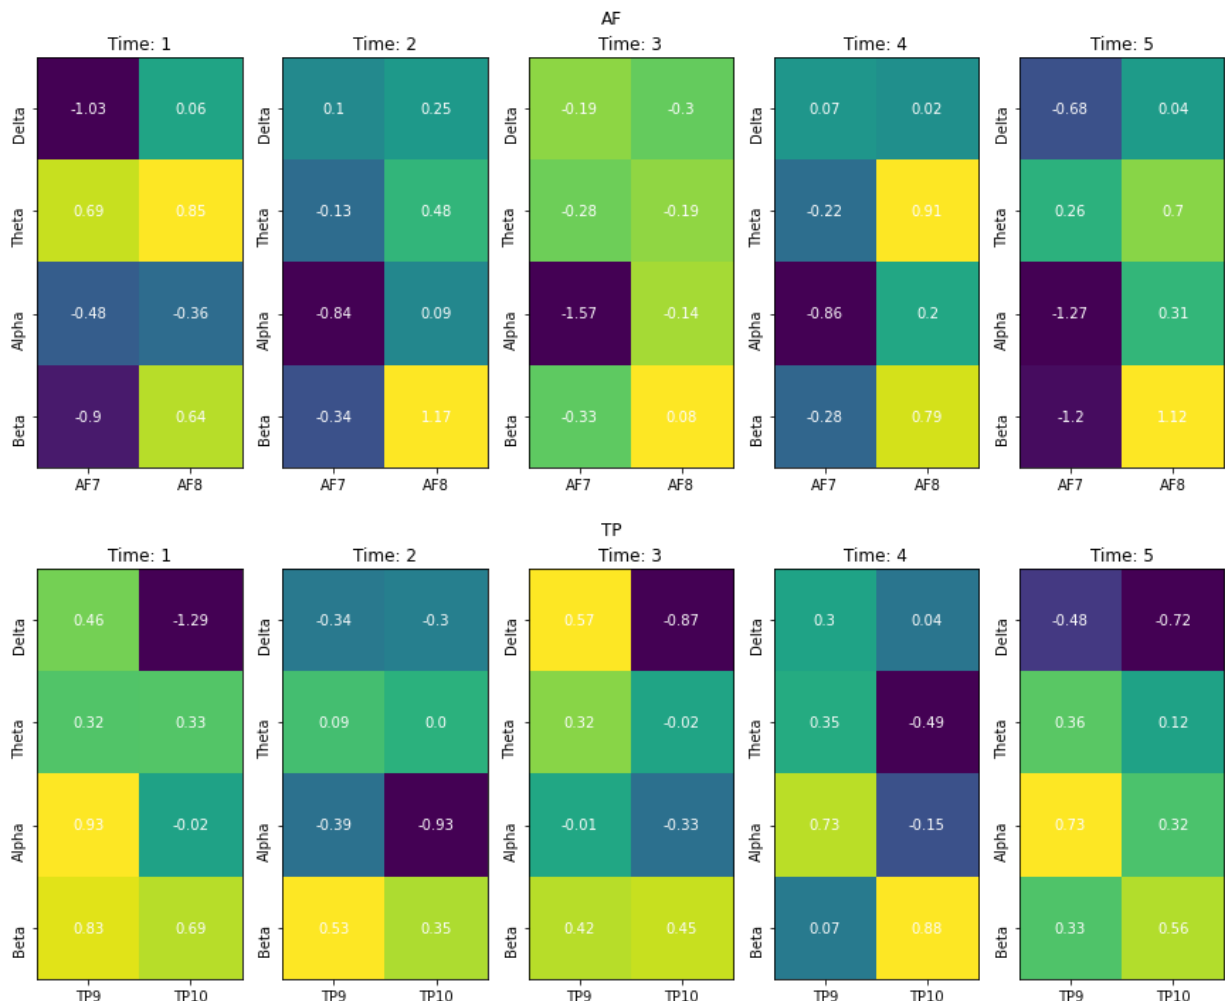 AF
Time: 1 Time: 2 Time: 3 Time: 4 Time: 5
Delta -1.03 0.06 Delta 0.1 0.25 Delta -0.19 -0.3 Delta 0.07 0.02 Delta -0.68 0.04
Theta 0.69 0.85 Theta -0.13 0.48 Theta -0.28 -0.19 Theta -0.22 0.91 Theta 0.26 0.7
Alpha -0.48 -0.36 Alpha -0.84 0.09 Alpha -1.57 -0.14 Alpha -0.86 0.2 Alpha -1.27 0.31
Beta -0.9 0.64 Beta -0.34 1.17 Beta -0.33 0.08 Beta -0.28 0.79 Beta -1.2 1.12
AF7 AF8 AF7 AF8 AF7 AF8 AF7 AF8 AF7 AF8
TP
Time: 1 Time: 2 Time: 3 Time: 4 Time: 5
Delta 0.46 -1.29 Delta -0.34 -0.3 Delta 0.57 -0.87 Delta 0.3 0.04 Delta -0.48 -0.72
Theta 0.32 0.33 Theta 0.09 0.0 Theta 0.32 -0.02 Theta 0.35 -0.49 Theta 0.36 0.12
Alpha 0.93 -0.02 Alpha -0.39 -0.93 Alpha -0.01 -0.33 Alpha 0.73 -0.15 Alpha 0.73 0.32
Beta 0.83 0.69 Beta 0.53 0.35 Beta 0.42 0.45 Beta 0.07 0.88 Beta 0.33 0.56
TP9 TP10 TP9 TP10 TP9 TP10 TP9 TP10 TP9 TP10